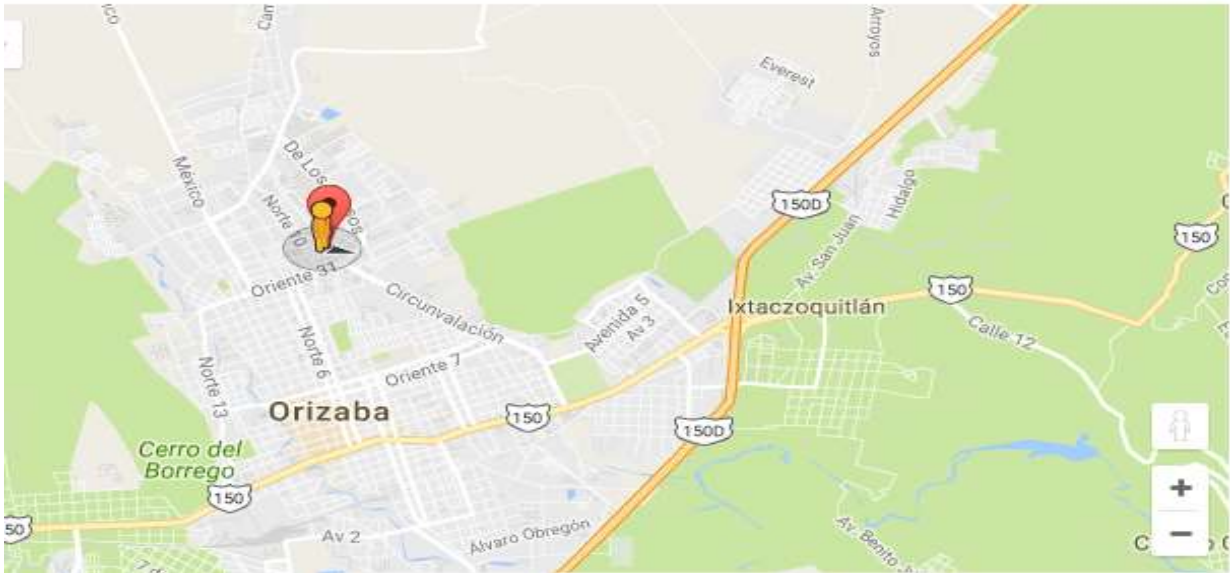 Arroyos
Everest
México
De Los
sos
Norte 10
Hidalgo
150D
Av. San Juan
150
Oriente 31
Circunvalación
150
Avenida 5
Ixtaczoquitlán
Av 3
Calle 12
Norte 6
Norte 13
Oriente 7
Orizaba
150
150D
Cerro del
Borrego
150
50
Av 2
Álvaro Obregón
Av. Benito
+
−